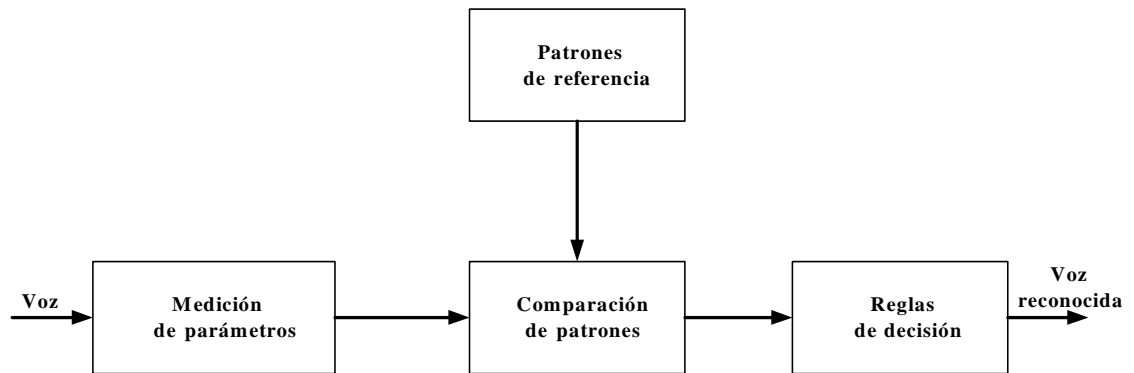 Patrones
de referencia
Voz
Medición
de parámetros
Comparación
de patrones
Reglas
de decisión
Voz
reconocida